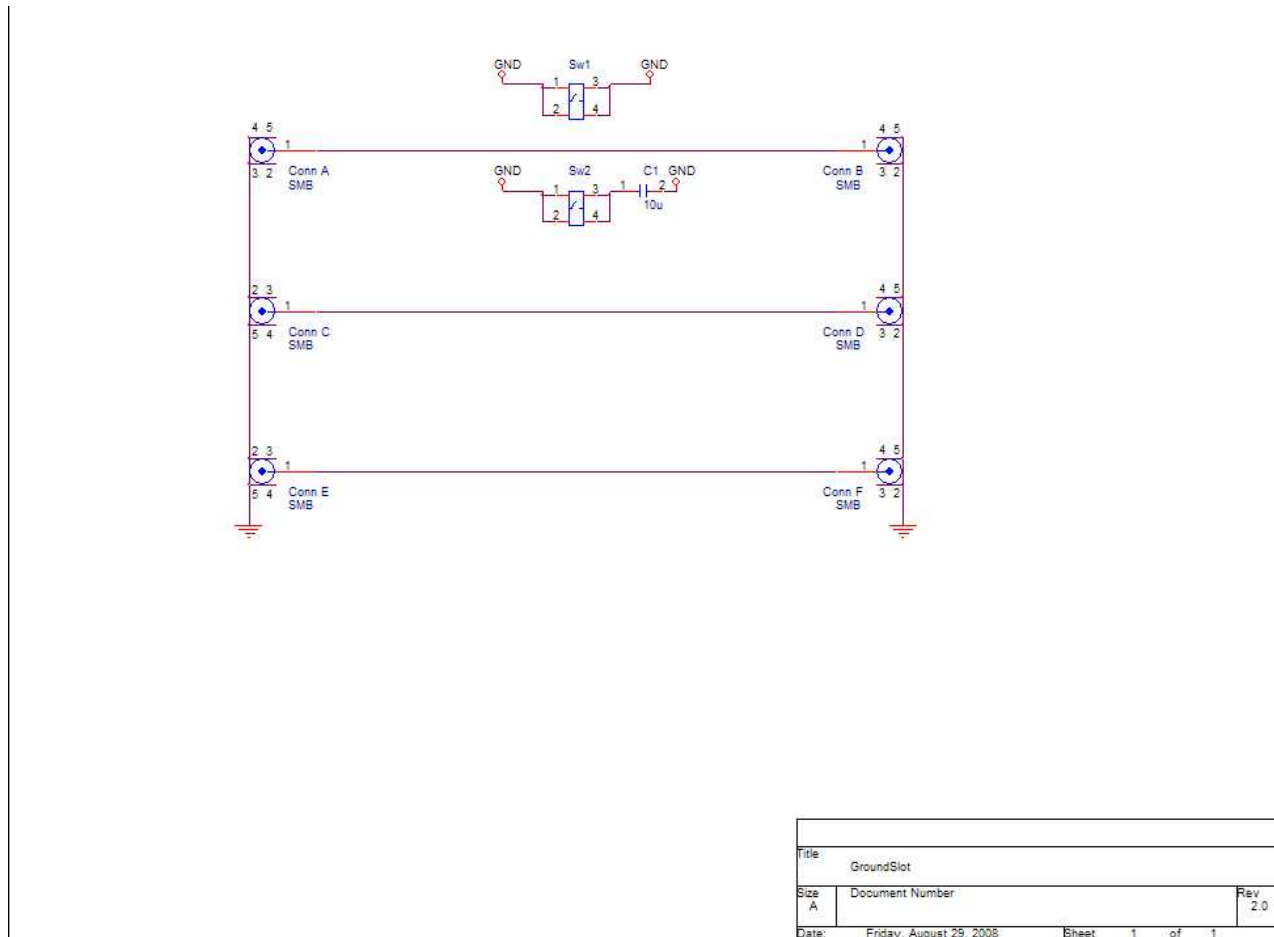 GND Sw1 GND
1 3
2 4
4 5 4 5
1 1
3 2 Conn A Conn B 3 2
SMB SMB
GND Sw2 C1 GND
1 3 1 2
10u
2 4
2 3 4 5
1 1
5 4 Conn C Conn D 3 2
SMB SMB
2 3 4 5
1 1
5 4 Conn E Conn F 3 2
SMB SMB
Title
GroundSlot
Size Document Number Rev
A 2.0
Date: Friday, August 29, 2008 Sheet 1 of 1